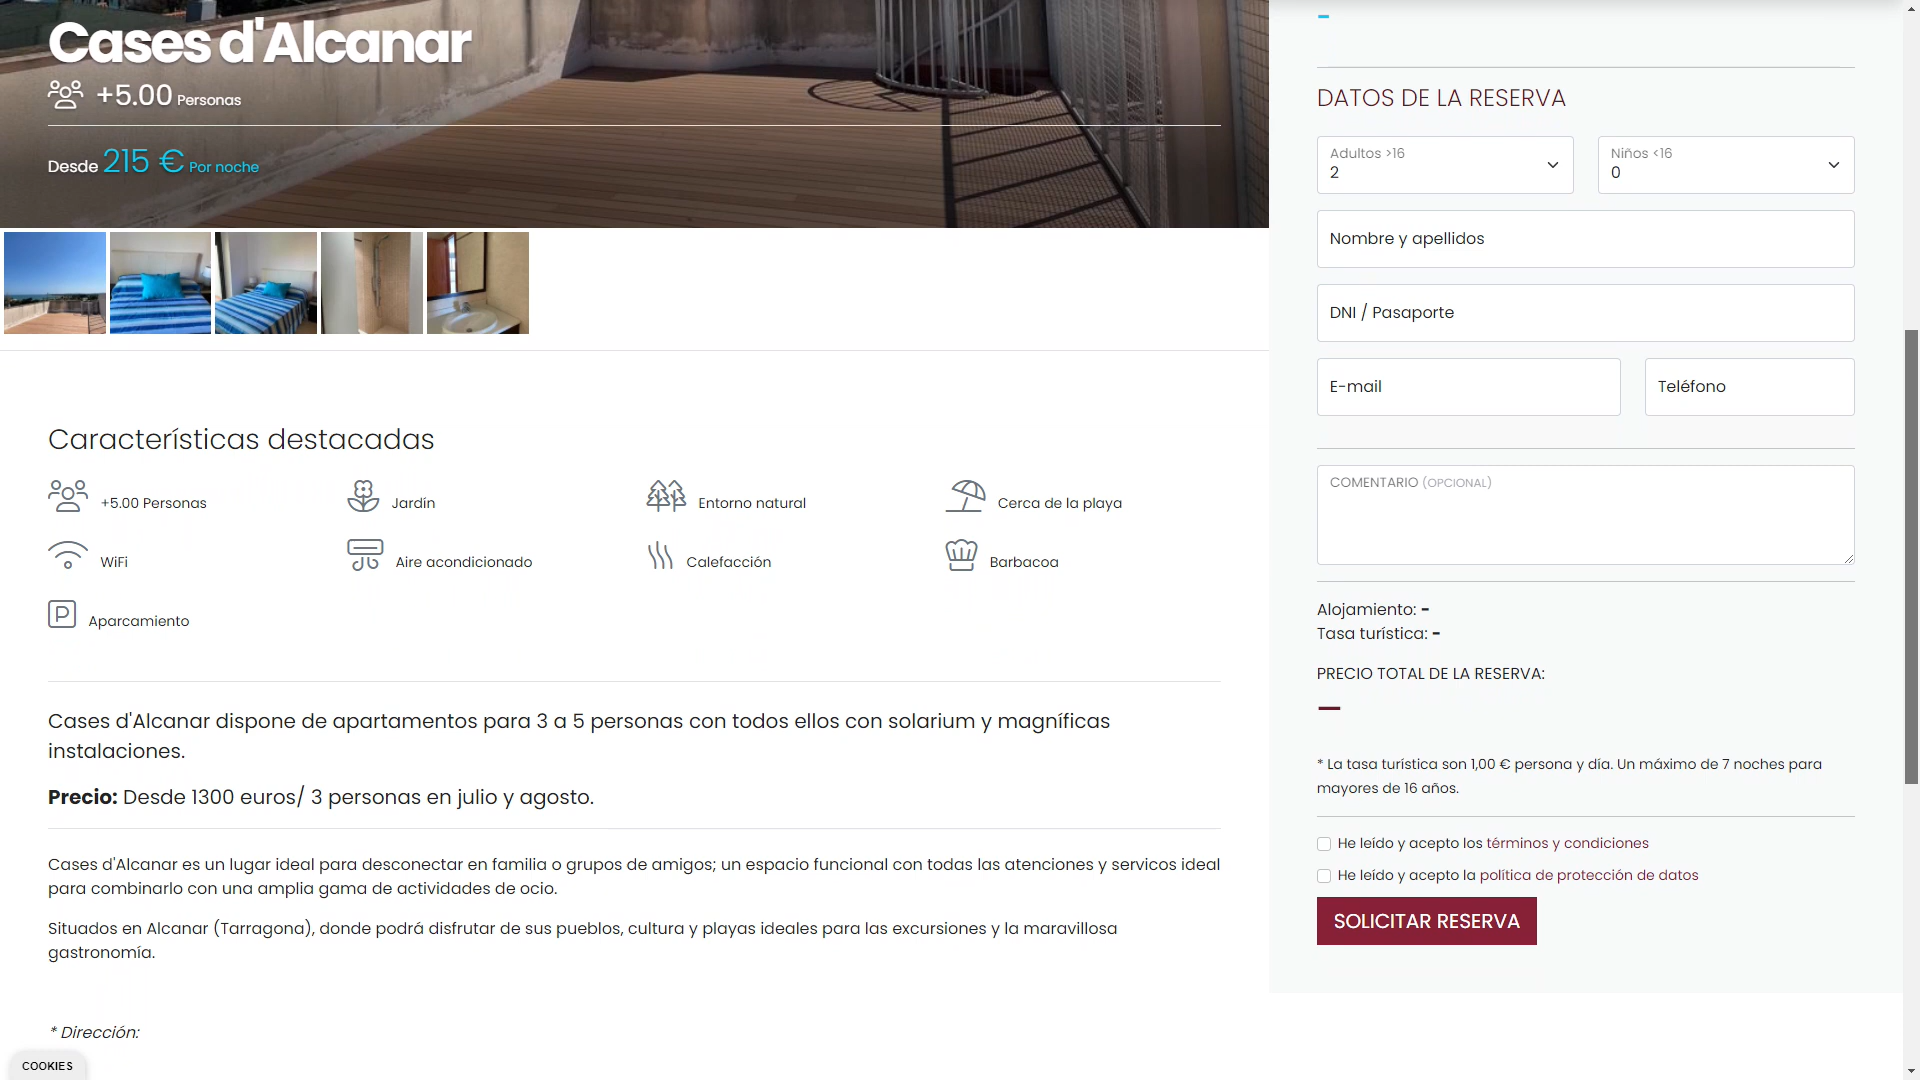 Cases d'Alcanar
+5.00 Personas
Desde 215 € Por noche
Características destacadas
+5.00 Personas
Jardín
Entorno natural
Cerca de la playa
WiFi
Aire acondicionado
Calefacción
Barbacoa
P
Aparcamiento
Cases d'Alcanar dispone de apartamentos para 3 a 5 personas con todos ellos con solarium y magníficas
instalaciones.
Precio: Desde 1300 euros/ 3 personas en julio y agosto.
Cases d'Alcanar es un lugar ideal para desconectar en familia o grupos de amigos; un espacio funcional con todas las atenciones y servicos ideal
para combinarlo con una amplia gama de actividades de ocio.
Situados en Alcanar (Tarragona), donde podrá disfrutar de sus pueblos, cultura y playas ideales para las excursiones y la maravillosa
gastronomía.
* Dirección:
COOKIES
-
DATOS DE LA RESERVA
Adultos >16
2
Niños <16
0
Nombre y apellidos
DNI / Pasaporte
E-mail
Teléfono
COMENTARIO (OPCIONAL)
Alojamiento: -
Tasa turística: -
PRECIO TOTAL DE LA RESERVA:
-
* La tasa turística son 1,00 € persona y día. Un máximo de 7 noches para
mayores de 16 años.
He leído y acepto los términos y condiciones
He leído y acepto la política de protección de datos
SOLICITAR RESERVA